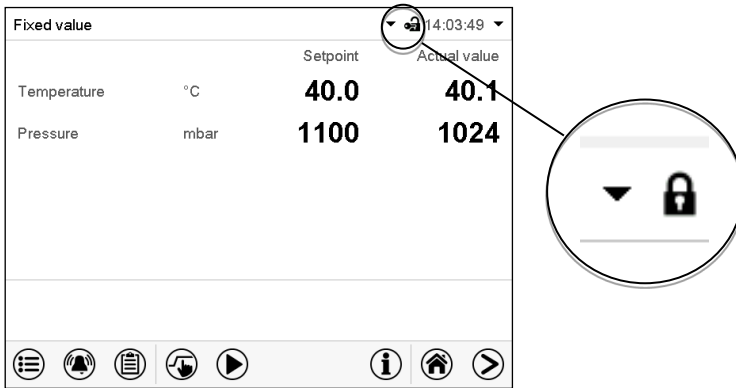 Fixed value 14:03:49
Setpoint Actual value
Temperature °C 40.0 40.1
Pressure mbar 1100 1024